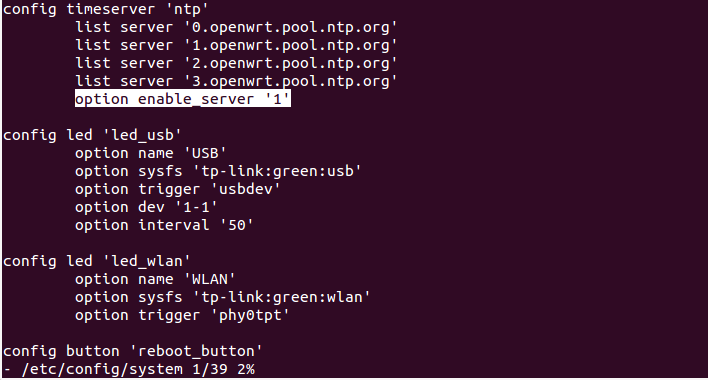 config timeserver 'ntp'
        list server '0.openwrt.pool.ntp.org'
        list server '1.openwrt.pool.ntp.org'
        list server '2.openwrt.pool.ntp.org'
        list server '3.openwrt.pool.ntp.org'
        option enable_server '1'

config led 'led_usb'
        option name 'USB'
        option sysfs 'tp-link:green:usb'
        option trigger 'usbdev'
        option dev '1-1'
        option interval '50'

config led 'led_wlan'
        option name 'WLAN'
        option sysfs 'tp-link:green:wlan'
        option trigger 'phy0tpt'

config button 'reboot_button'
- /etc/config/system 1/39 2%